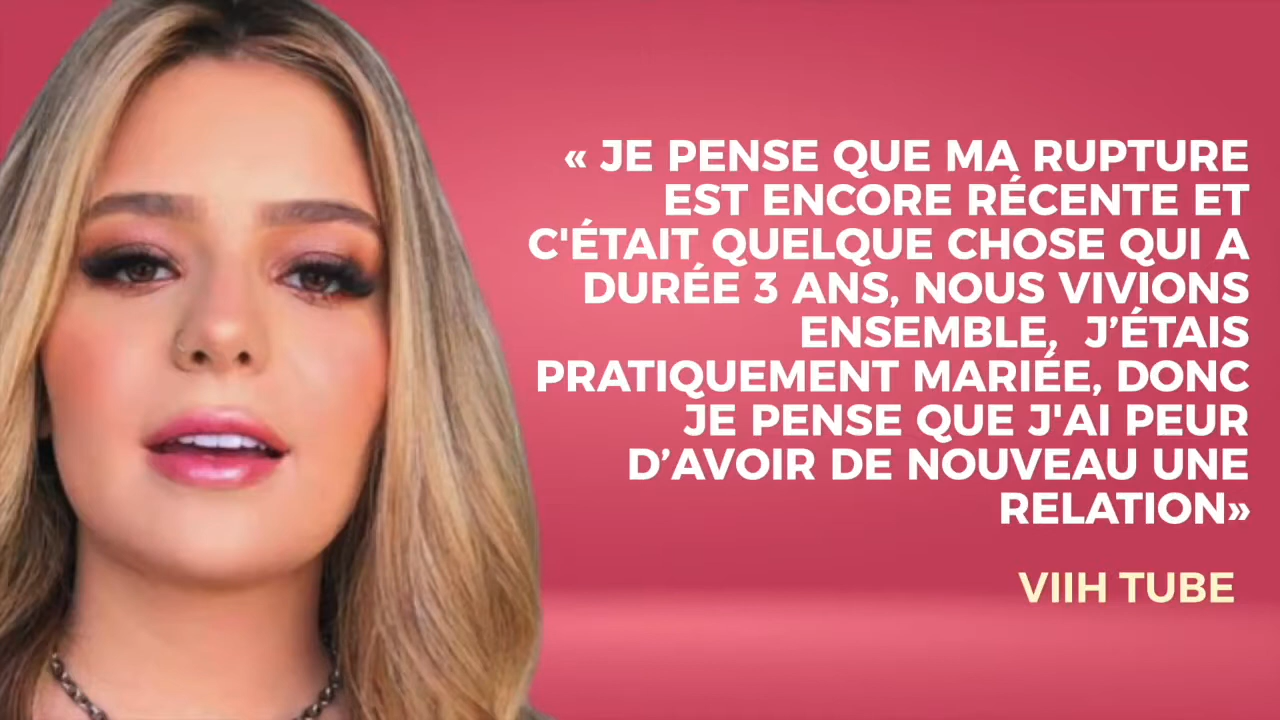 « JE PENSE QUE MA RUPTURE
EST ENCORE RÉCENTE ET
C'ÉTAIT QUELQUE CHOSE QUI A
DURÉE 3 ANS, NOUS VIVIONS
ENSEMBLE, J’ÉTAIS
PRATIQUEMENT MARIÉE, DONC
JE PENSE QUE J'AI PEUR
D’AVOIR DE NOUVEAU UNE
RELATION»
VIIH TUBE